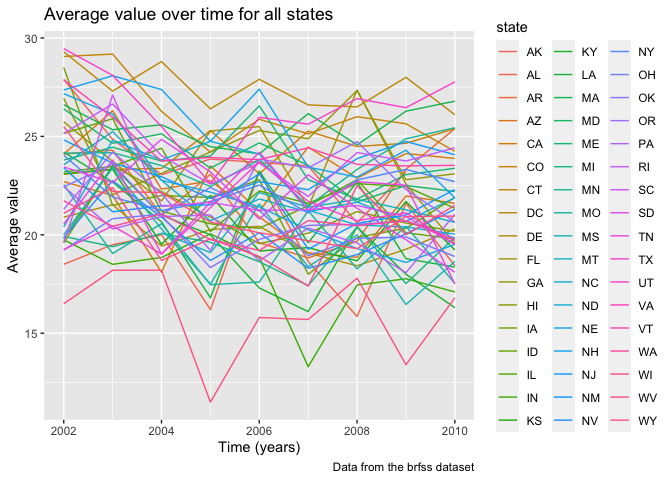 Average value over time for all states
30
25
20
15
Average value
2002
2004
2006
2008
2010
Time (years)
Data from the brfss dataset
state
AK KY NY
AL LA OH
AR MA OK
AZ MD OR
CA ME PA
CO MI RI
CT MN SC
DC MO SD
DE MS TN
FL MT TX
GA NC UT
HI ND VA
IA NE VT
ID NH WA
IL NJ WI
IN NM WV
KS NV WY